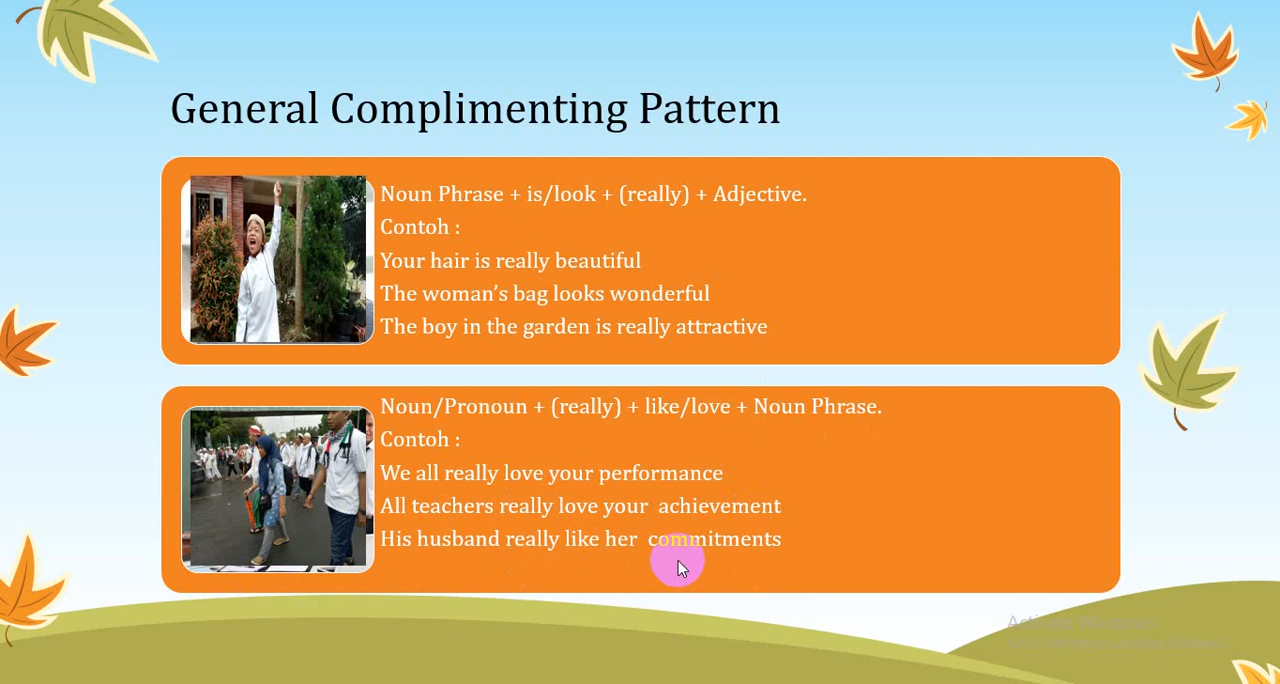 General Complimenting Pattern
Noun Phrase + is/look + (really) + Adjective.
Contoh :
Your hair is really beautiful
The woman’s bag looks wonderful
The boy in the garden is really attractive
Noun/Pronoun + (really) + like/love + Noun Phrase.
Contoh :
We all really love your performance
All teachers really love your  achievement
His husband really like her  commitments
Activate Windows